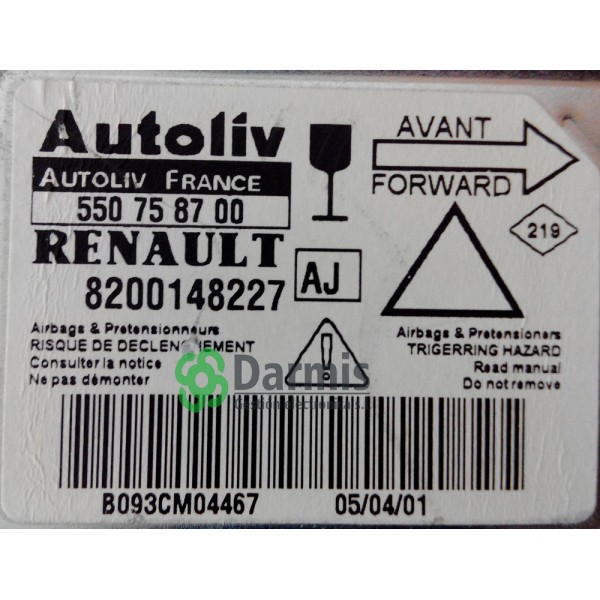 Autoliv
AUTOLIV FRANCE
550 75 87 00
RENAULT
8200148227
AJ
AVANT
FORWARD
219
Airbags & Pretensionneurs
RISQUE DE DECLENCHEMENT
Consulter la notice
Ne pas démonter
Airbags & Pretensioners
TRIGERRING HAZARD
Read manual
Do not remove
Darmis
B093CM04467
05/04/01